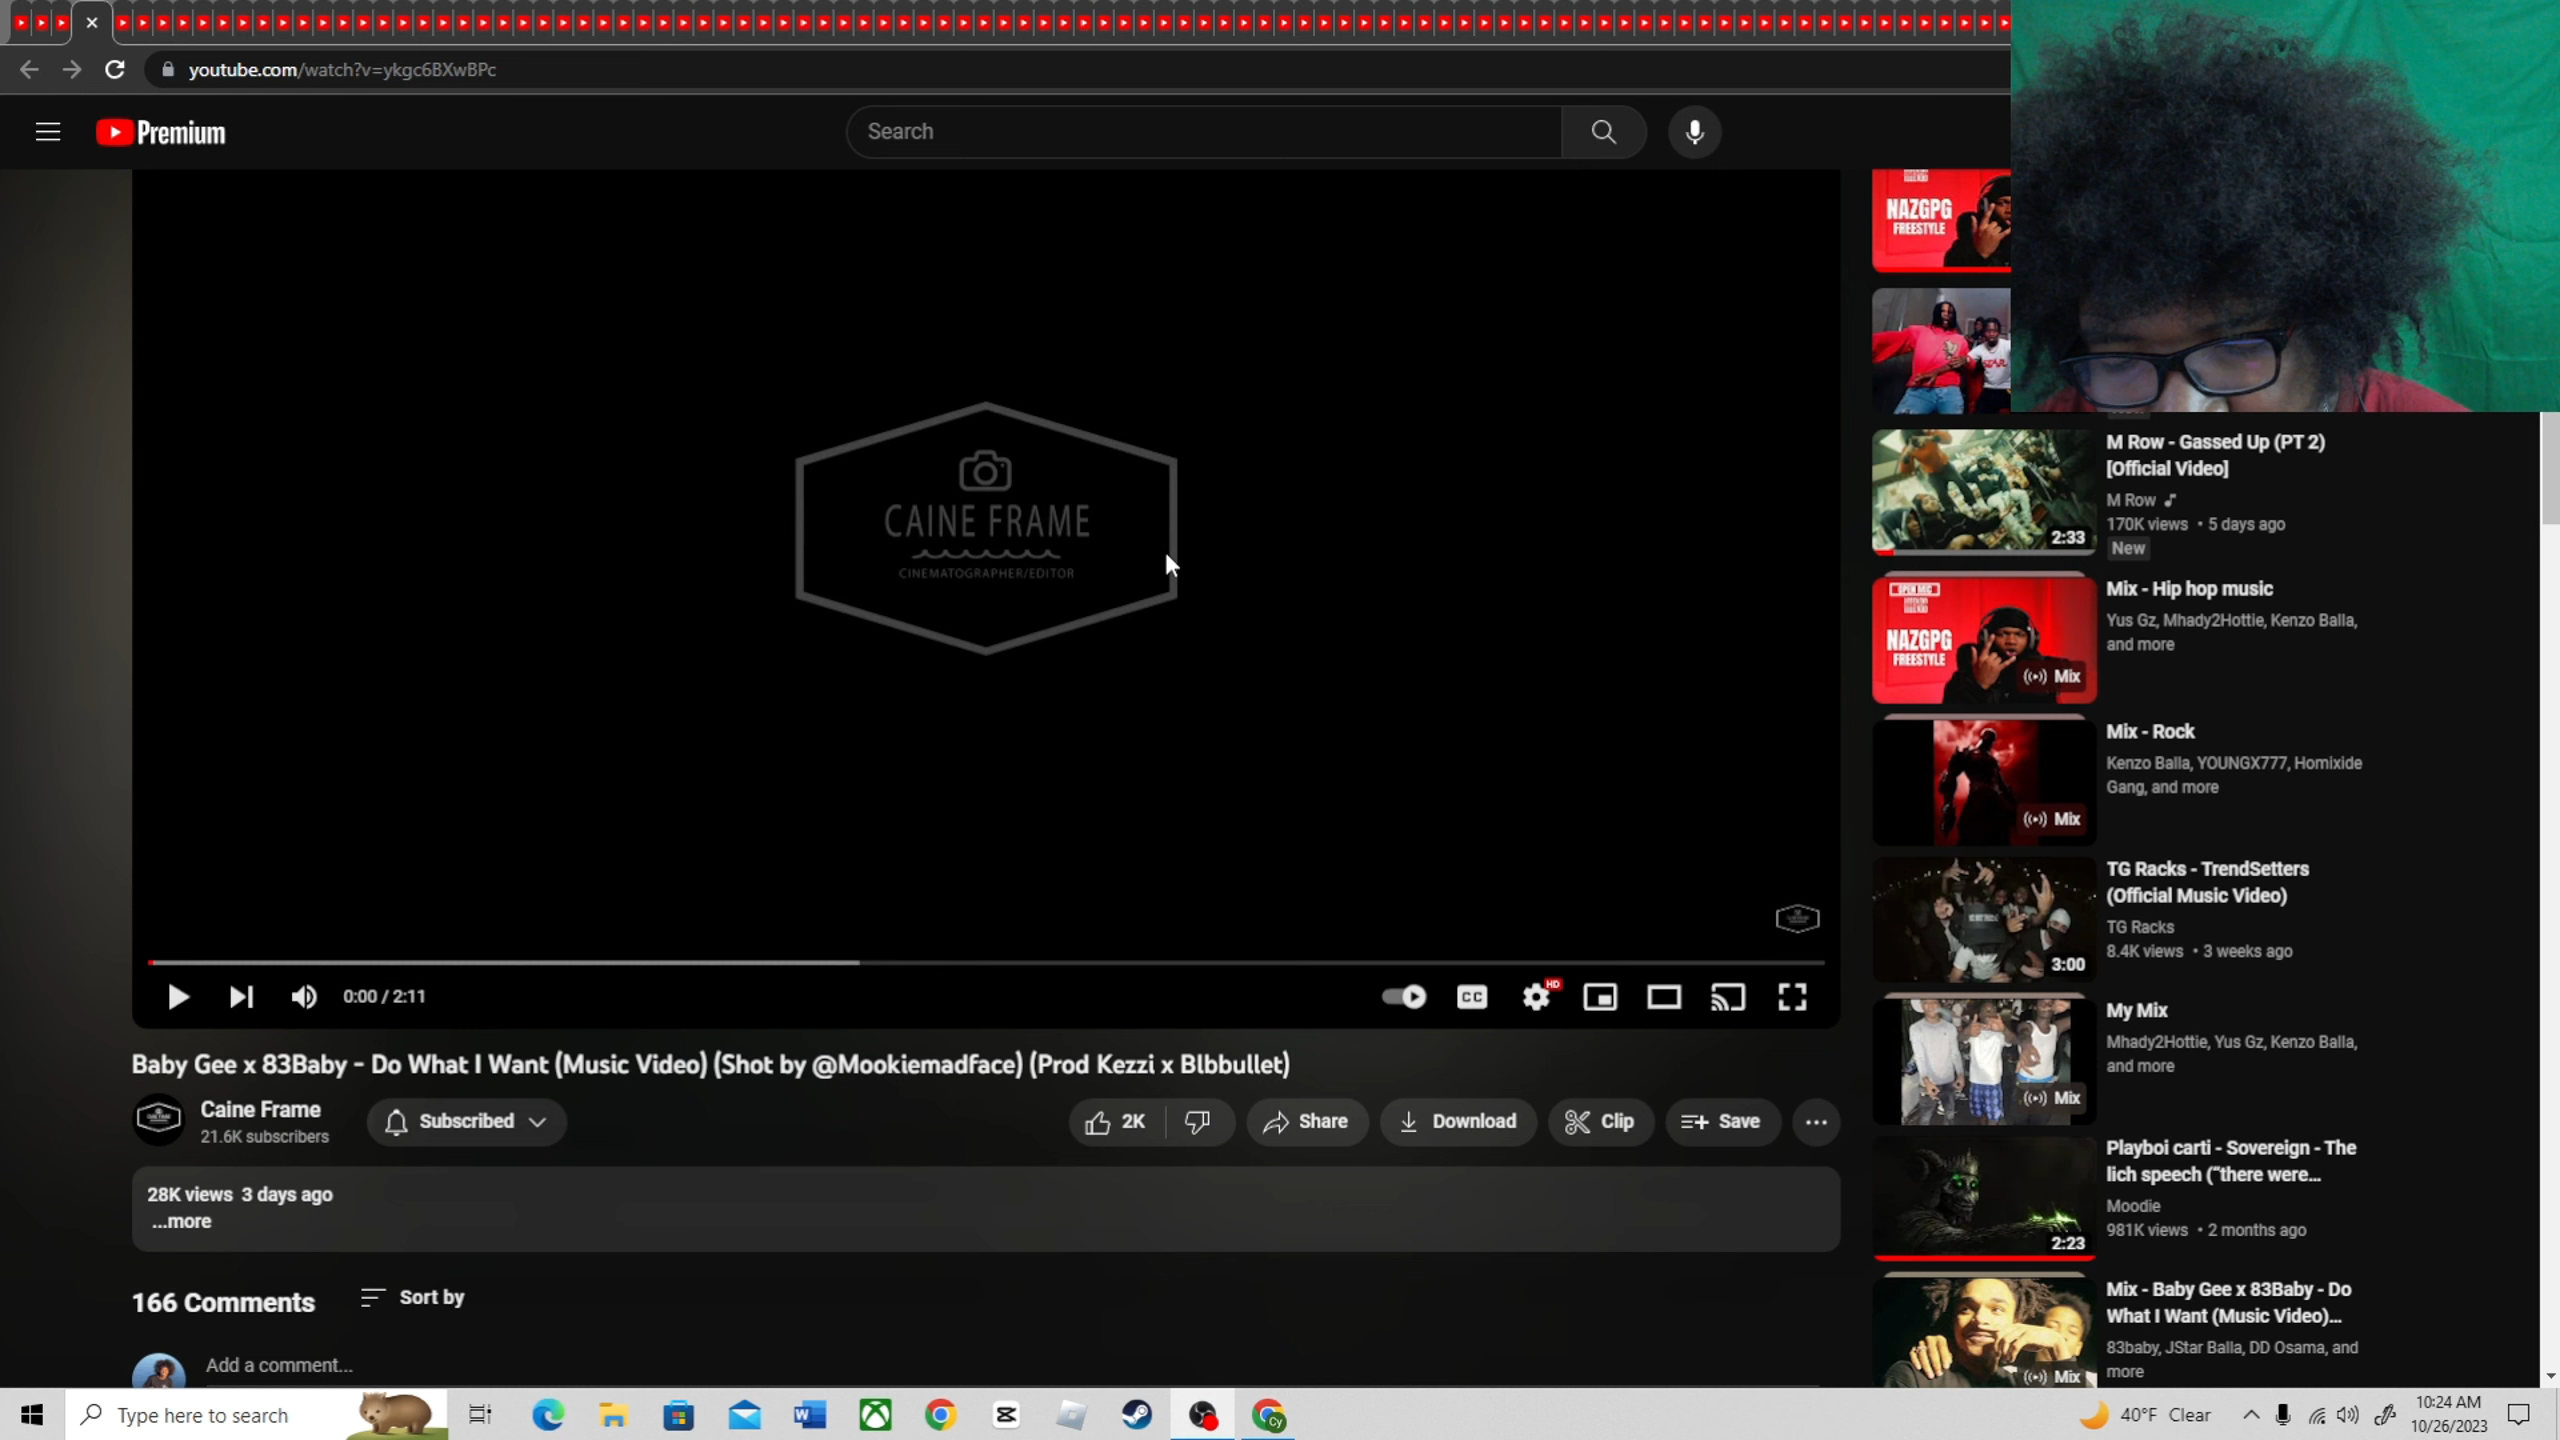 youtube.com/watch?v=ykgc6BXwBPc
Premium
Search
CAINE FRAME
CINEMATOGRAPHER/EDITOR
0:00 / 2:11
CC
HD
Baby Gee x 83Baby - Do What I Want (Music Video) (Shot by @Mookiemadface) (Prod Kezzi x Blbbullet)
Caine Frame
21.6K subscribers
Subscribed
2K
Share
Download
Clip
Save
28K views 3 days ago
...more
166 Comments
Sort by
Add a comment...
NAZGPG
FREESTYLE
M Row - Gassed Up (PT 2)
[Official Video]
M Row
170K views • 5 days ago
New
2:33
OPEN MIC
NAZGPG
FREESTYLE
Mix
Mix - Hip hop music
Yus Gz, Mhady2Hottie, Kenzo Balla,
and more
Mix
Mix - Rock
Kenzo Balla, YOUNGX777, Homixide
Gang, and more
TG Racks - TrendSetters
(Official Music Video)
TG Racks
8.4K views • 3 weeks ago
3:00
My Mix
Mhady2Hottie, Yus Gz, Kenzo Balla,
and more
Mix
Playboi carti - Sovereign - The
lich speech (“there were...
Moodie
981K views • 2 months ago
2:23
Mix - Baby Gee x 83Baby - Do
What I Want (Music Video)...
83baby, JStar Balla, DD Osama, and
more
Mix
Type here to search
Cy
40°F Clear
10:24 AM
10/26/2023